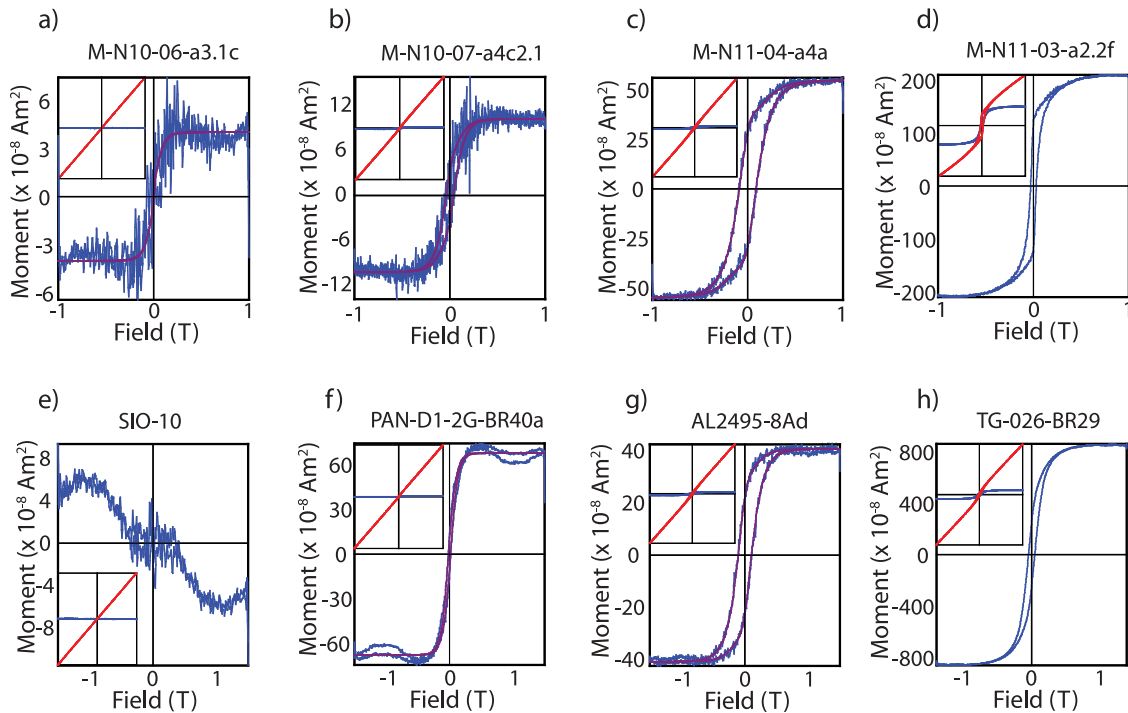 a)
M-N10-06-a3.1c
Moment (x 10⁻⁸ Am²)
6
3
0
-3
-6
-1
0
1
Field (T)
b)
M-N10-07-a4c2.1
Moment (x 10⁻⁸ Am²)
12
6
0
-6
-12
-1
0
1
Field (T)
c)
M-N11-04-a4a
Moment (x 10⁻⁸ Am²)
50
25
0
-25
-50
-1
0
1
Field (T)
d)
M-N11-03-a2.2f
Moment (x 10⁻⁸ Am²)
200
100
0
-100
-200
-1
0
1
Field (T)
e)
SIO-10
Moment (x 10⁻⁸ Am²)
8
4
0
-4
-8
-1
0
1
Field (T)
f)
PAN-D1-2G-BR40a
Moment (x 10⁻⁸ Am²)
60
30
0
-30
-60
-1
0
1
Field (T)
g)
AL2495-8Ad
Moment (x 10⁻⁸ Am²)
40
20
0
-20
-40
-1
0
1
Field (T)
h)
TG-026-BR29
Moment (x 10⁻⁸ Am²)
800
400
0
-400
-800
-1
0
1
Field (T)